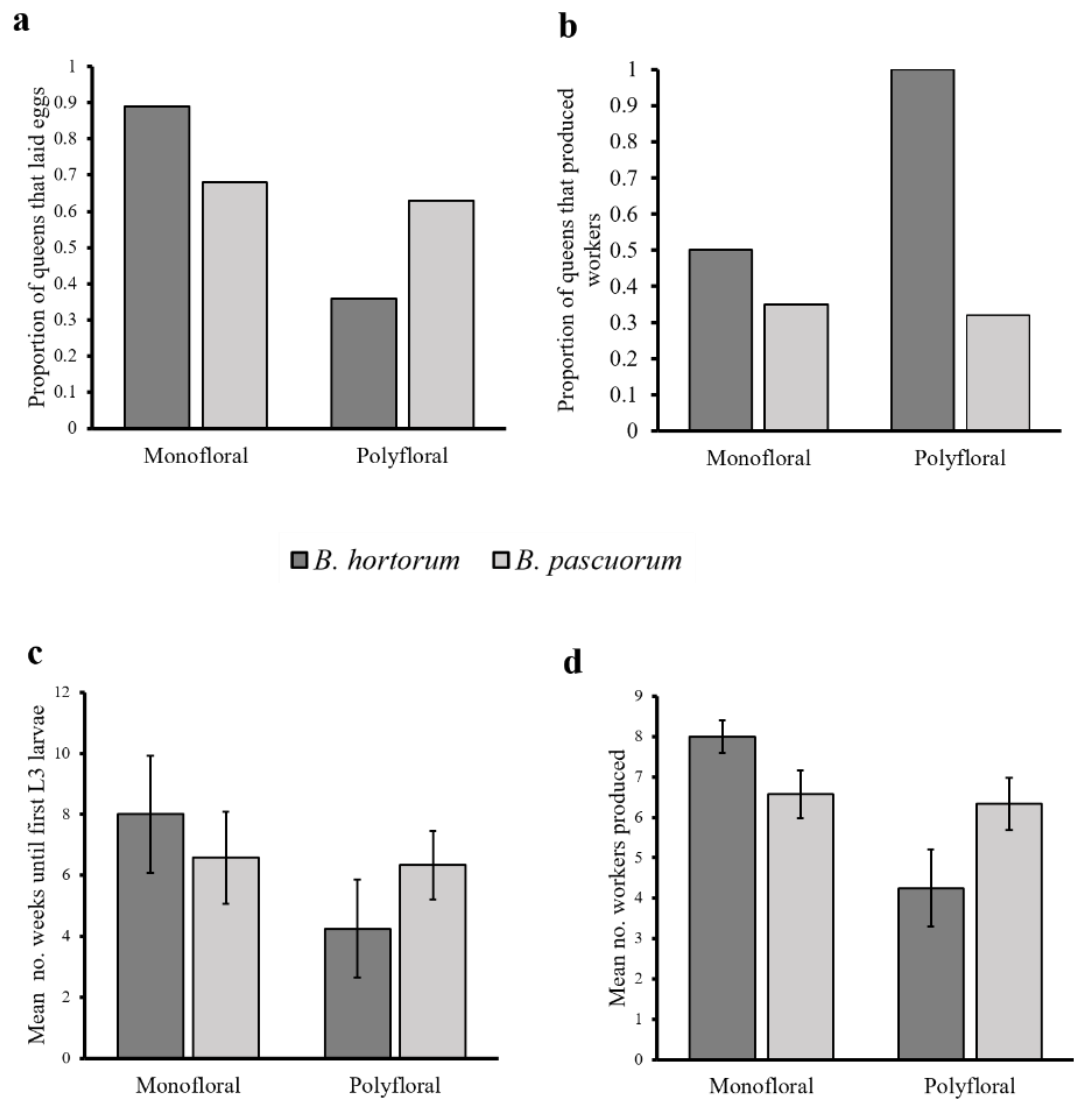 a
Proportion of queens that laid eggs
1
0.9
0.8
0.7
0.6
0.5
0.4
0.3
0.2
0.1
0
Monofloral Polyfloral
b
Proportion of queens that produced
workers
1
0.9
0.8
0.7
0.6
0.5
0.4
0.3
0.2
0.1
0
Monofloral Polyfloral
B. hortorum B. pascuorum
c
Mean no. weeks until first L3 larvae
12
10
8
6
4
2
0
Monofloral Polyfloral
d
Mean no. workers produced
9
8
7
6
5
4
3
2
1
0
Monofloral Polyfloral